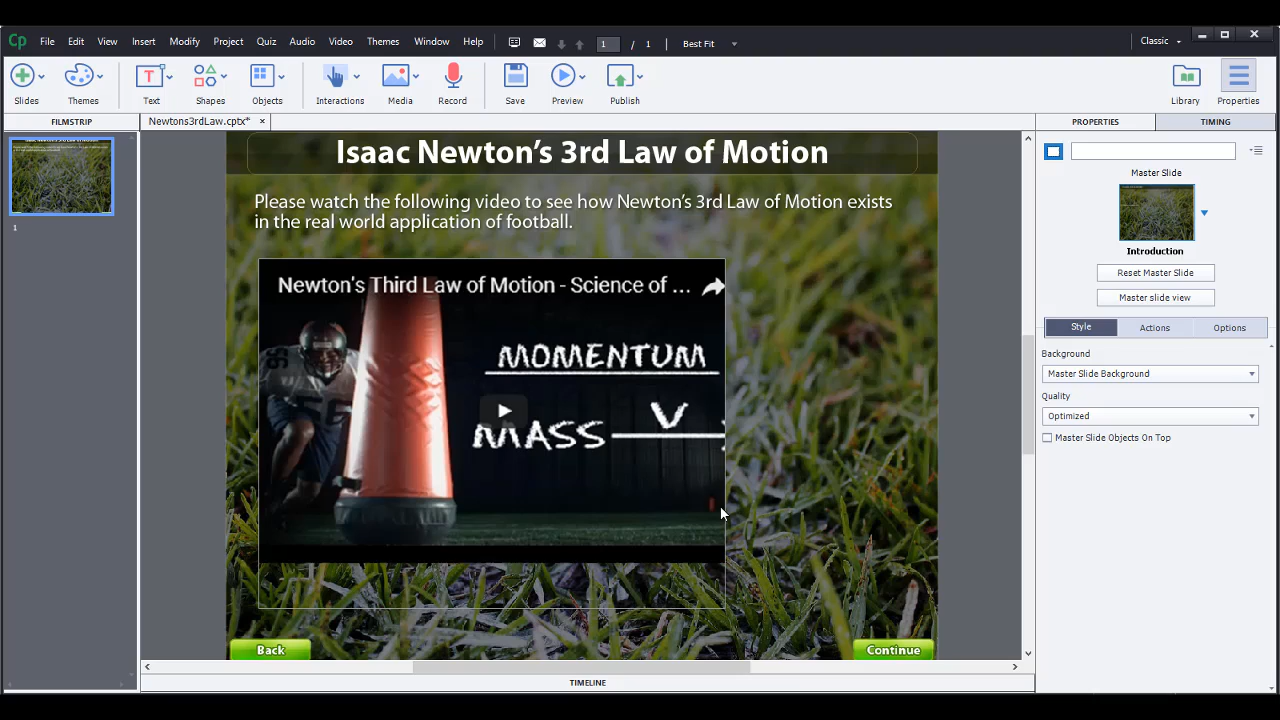 Cp File Edit View Insert Modify Project Quiz Audio Video Themes Window Help 1 / 1 Best Fit Classic
Slides Themes Text Shapes Objects Interactions Media Record Save Preview Publish Library Properties
FILMSTRIP Newtons3rdLaw.cptx* × PROPERTIES TIMING
Isaac Newton's 3rd Law of Motion
Please watch the following video to see how Newton's 3rd Law of Motion exists
in the real world application of football.
Newton's Third Law of Motion - Science of ...
MOMENTUM
MASS V
56
Back Continue
1
TIMELINE
Master Slide
Introduction
Reset Master Slide
Master slide view
Style Actions Options
Background
Master Slide Background
Quality
Optimized
Master Slide Objects On Top